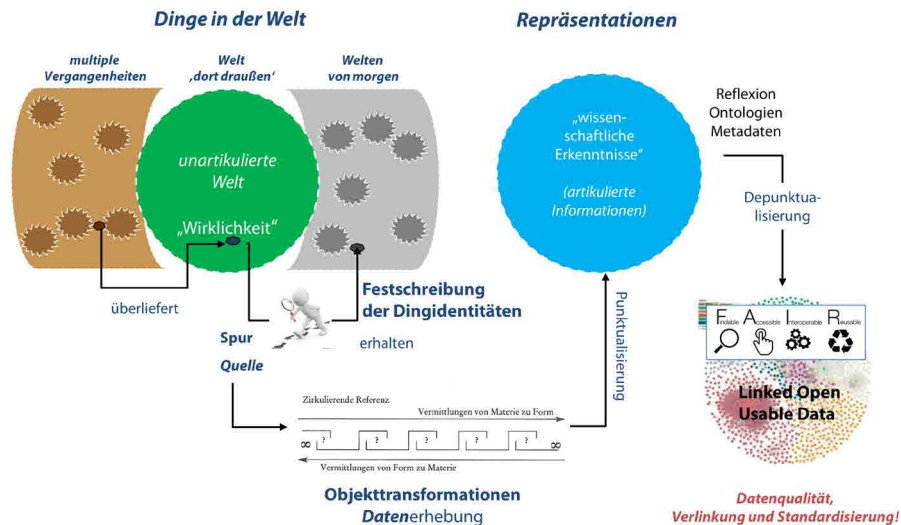 Dinge in der Welt
Repräsentationen
multiple
Vergangenheiten
Welt
‚dort draußen‘
Welten
von morgen
unartikulierte
Welt
„Wirklichkeit“
„wissen-
schaftliche
Erkenntnisse“
(artikulierte
Informationen)
Reflexion
Ontologien
Metadaten
Depunktua-
lisierung
überliefert
Festschreibung
der Dingidentitäten
erhalten
Spur
Quelle
Punktualisierung
Findable
Accessible
Interoperable
Reusable
Linked Open
Usable Data
Zirkulierende Referenz
Vermittlungen von Materie zu Form
∞ ? ? ? ? ? ∞
Vermittlungen von Form zu Materie
Objekttransformationen
Datenerhebung
Datenqualität,
Verlinkung und Standardisierung!